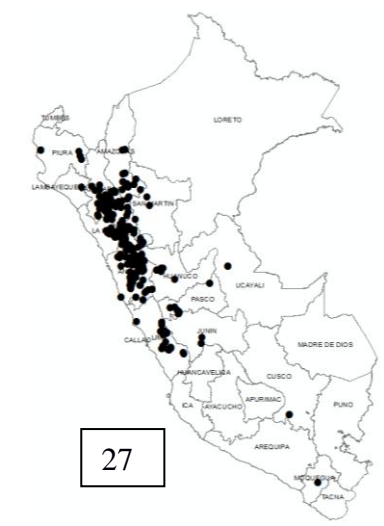 LORETO
TUMBES
PIURA
AMAZONAS
LAMBAYEQUE
SAN MARTIN
LA
HUANUCO
UCAYALI
PASCO
JUNIN
CALLAO
MADRE DE DIOS
CUSCO
HUANCAVELICA
ICA
AYACUCHO
APURIMAC
PUNO
AREQUIPA
27
MOQUEGUA
TACNA